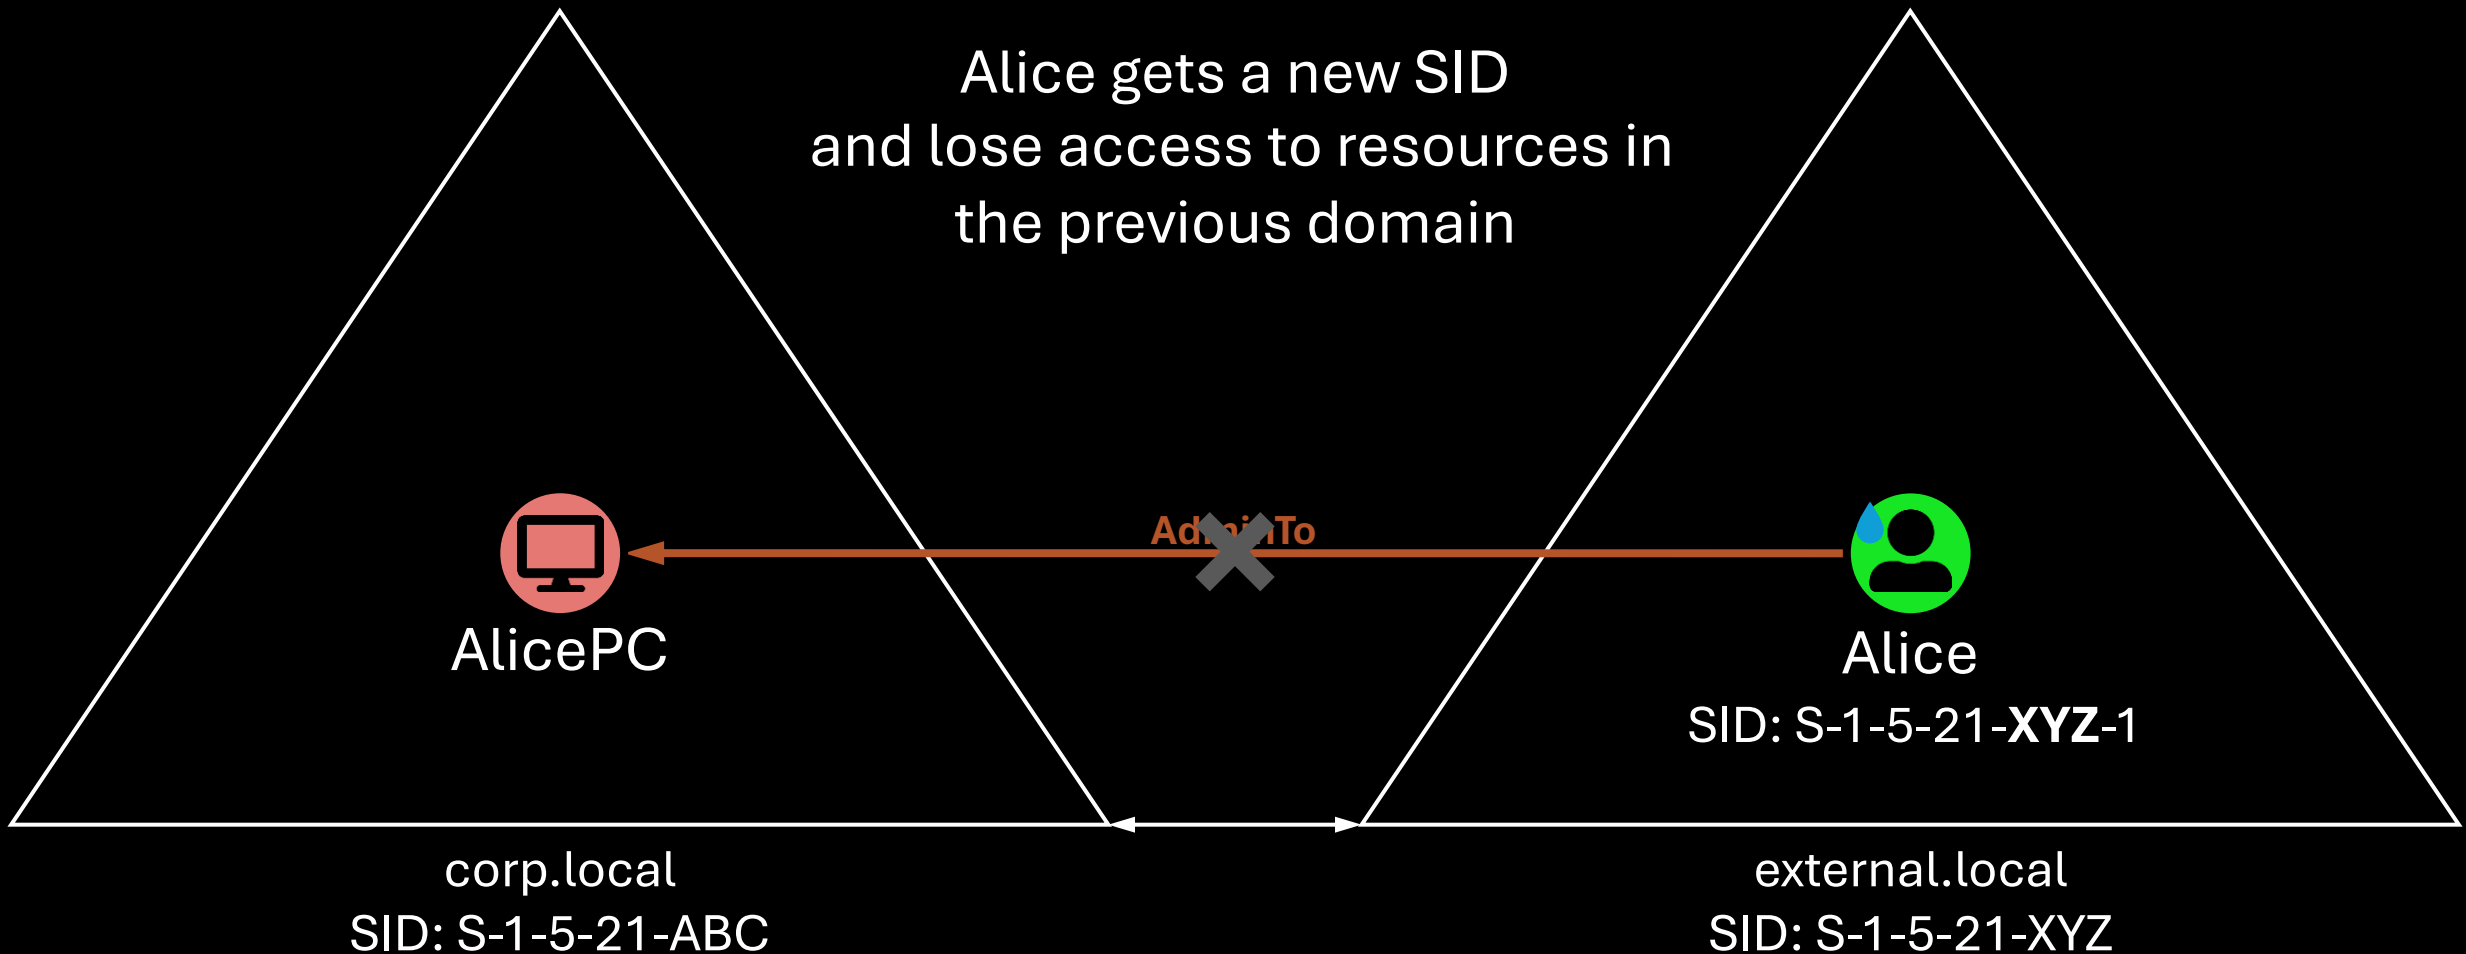 Alice gets a new SID
and lose access to resources in
the previous domain
AdminTo
AlicePC
Alice
SID: S-1-5-21-XYZ-1
corp.local
SID: S-1-5-21-ABC
external.local
SID: S-1-5-21-XYZ